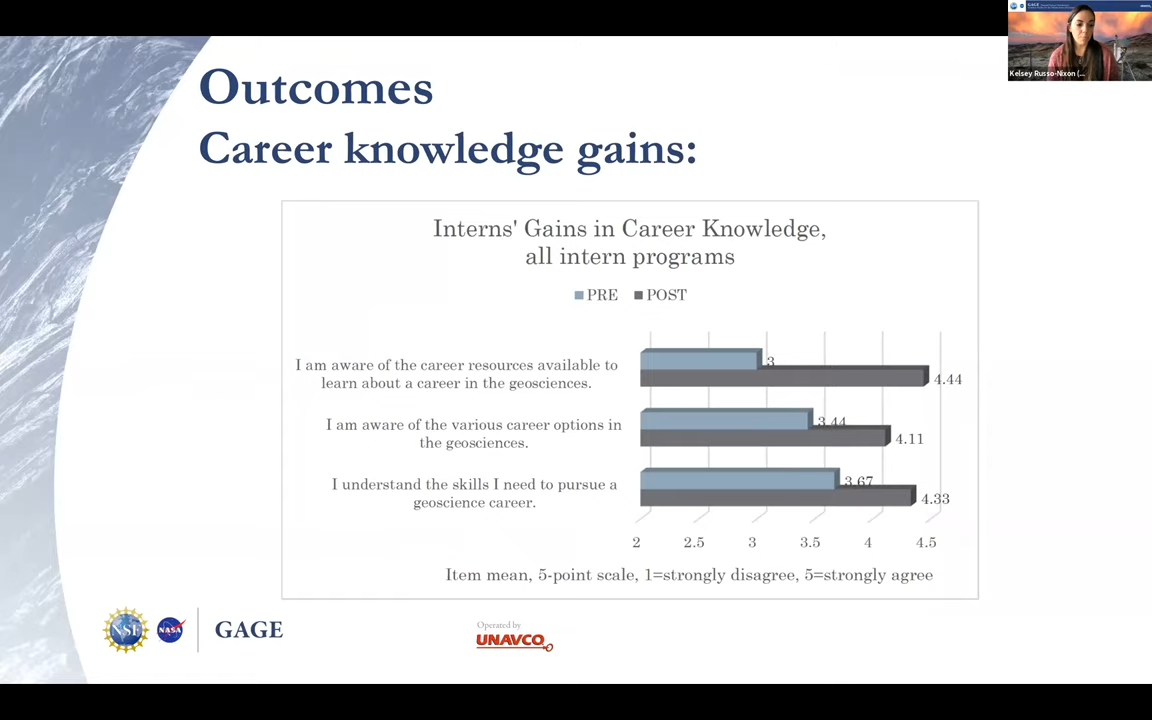 GAGE
Kelsey Russo-Nixon (...
Outcomes
Career knowledge gains:
Interns' Gains in Career Knowledge,
all intern programs
PRE POST
I am aware of the career resources available to
learn about a career in the geosciences.
3
4.44
I am aware of the various career options in
the geosciences.
3.44
4.11
I understand the skills I need to pursue a
geoscience career.
3.67
4.33
2 2.5 3 3.5 4 4.5
Item mean, 5-point scale, 1=strongly disagree, 5=strongly agree
NSF
NASA
GAGE
Operated by
UNAVCO